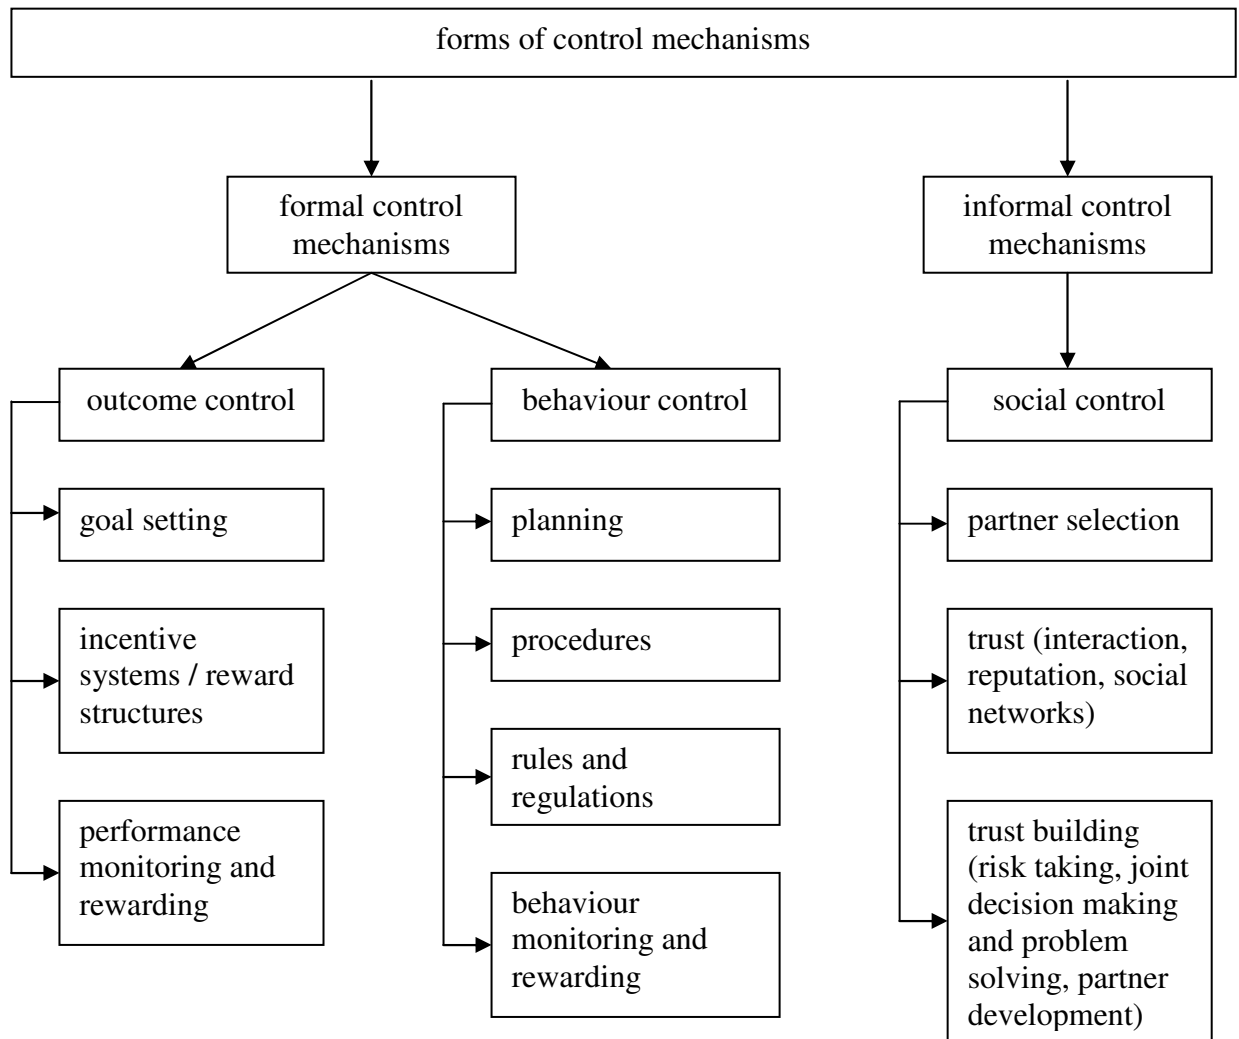 forms of control mechanisms
formal control
mechanisms
informal control
mechanisms
outcome control
goal setting
incentive
systems / reward
structures
performance
monitoring and
rewarding
behaviour control
planning
procedures
rules and
regulations
behaviour
monitoring and
rewarding
social control
partner selection
trust (interaction,
reputation, social
networks)
trust building
(risk taking, joint
decision making
and problem
solving, partner
development)